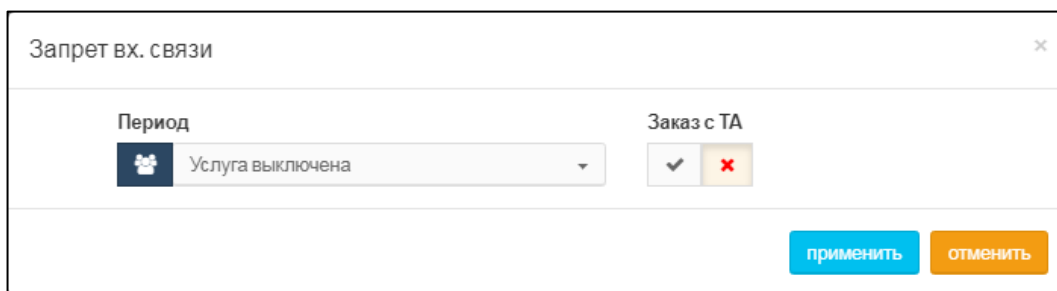 Запрет вх. связи
Период
Заказ с ТА
Услуга выключена
применить
отменить